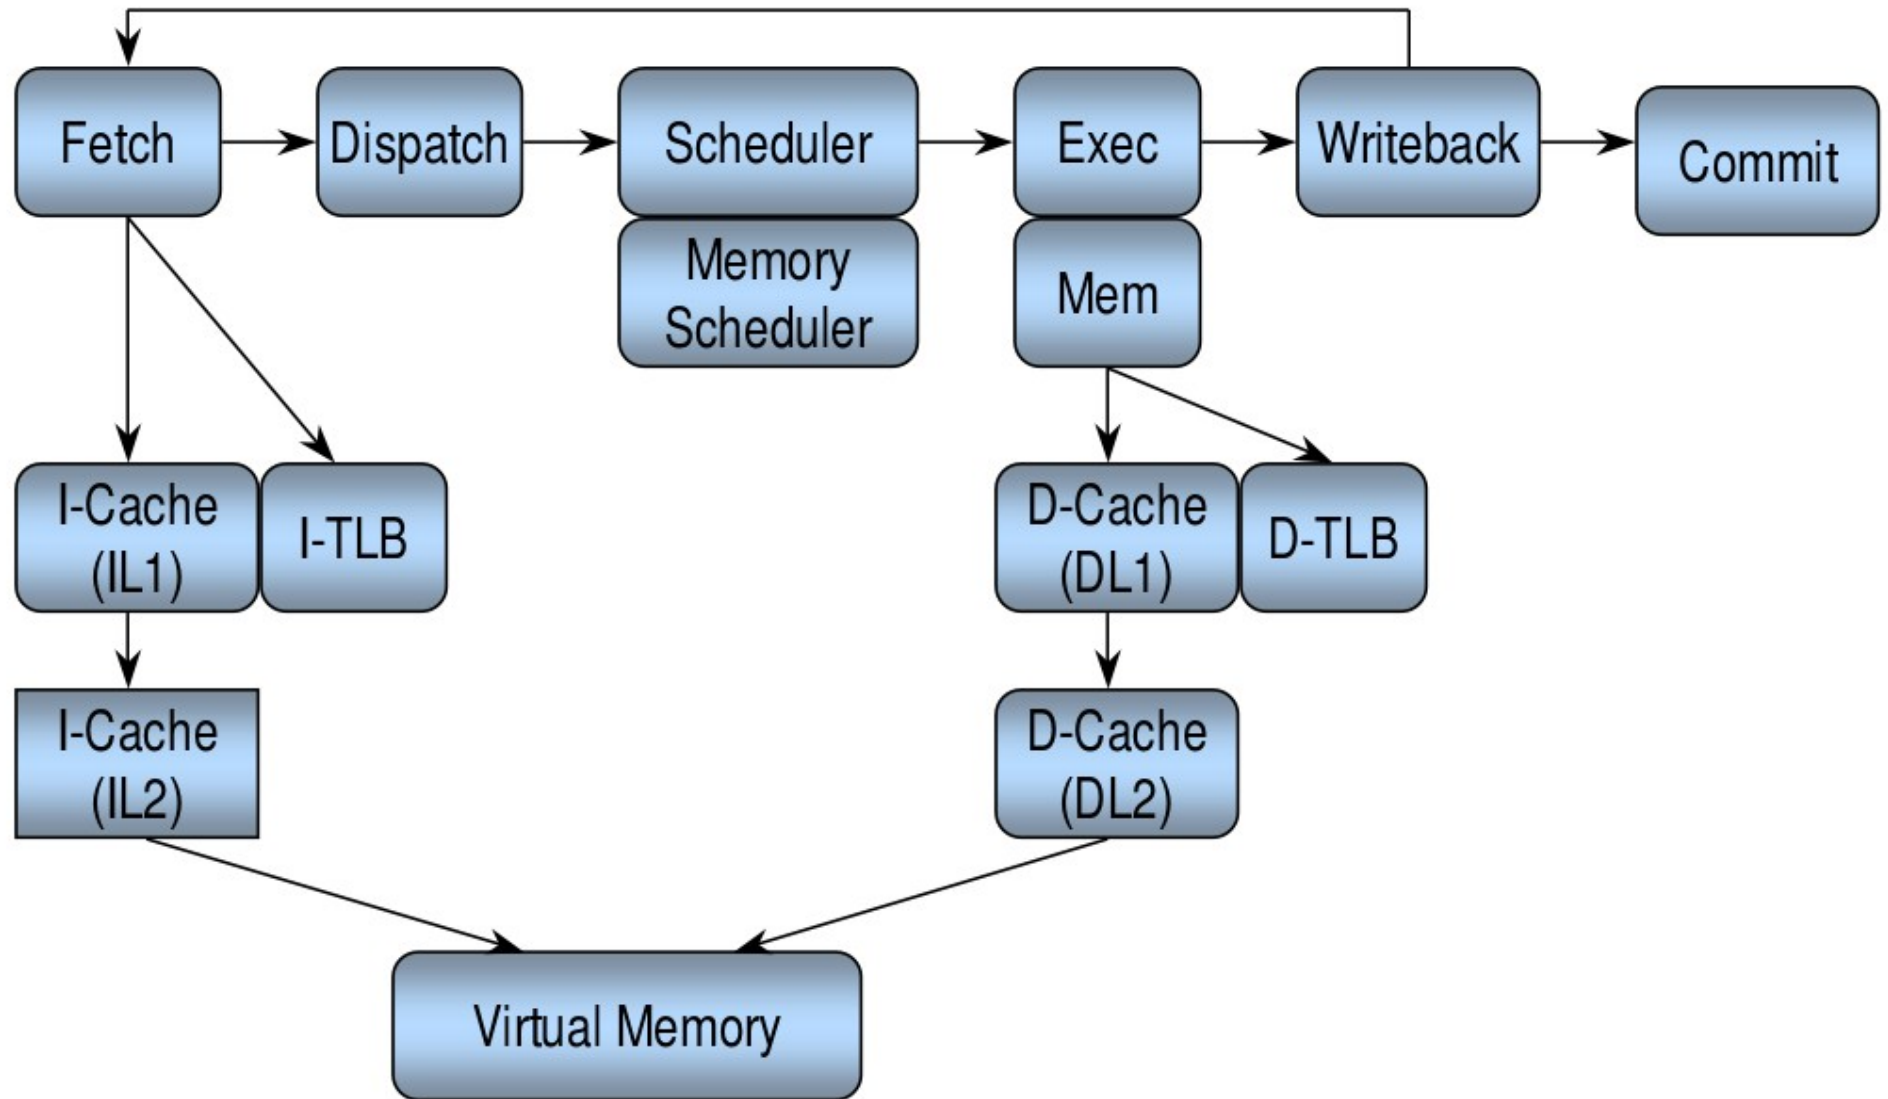 Fetch
Dispatch
Scheduler
Exec
Writeback
Commit
Memory
Scheduler
Mem
I-Cache
(IL1)
I-TLB
D-Cache
(DL1)
D-TLB
I-Cache
(IL2)
D-Cache
(DL2)
Virtual Memory